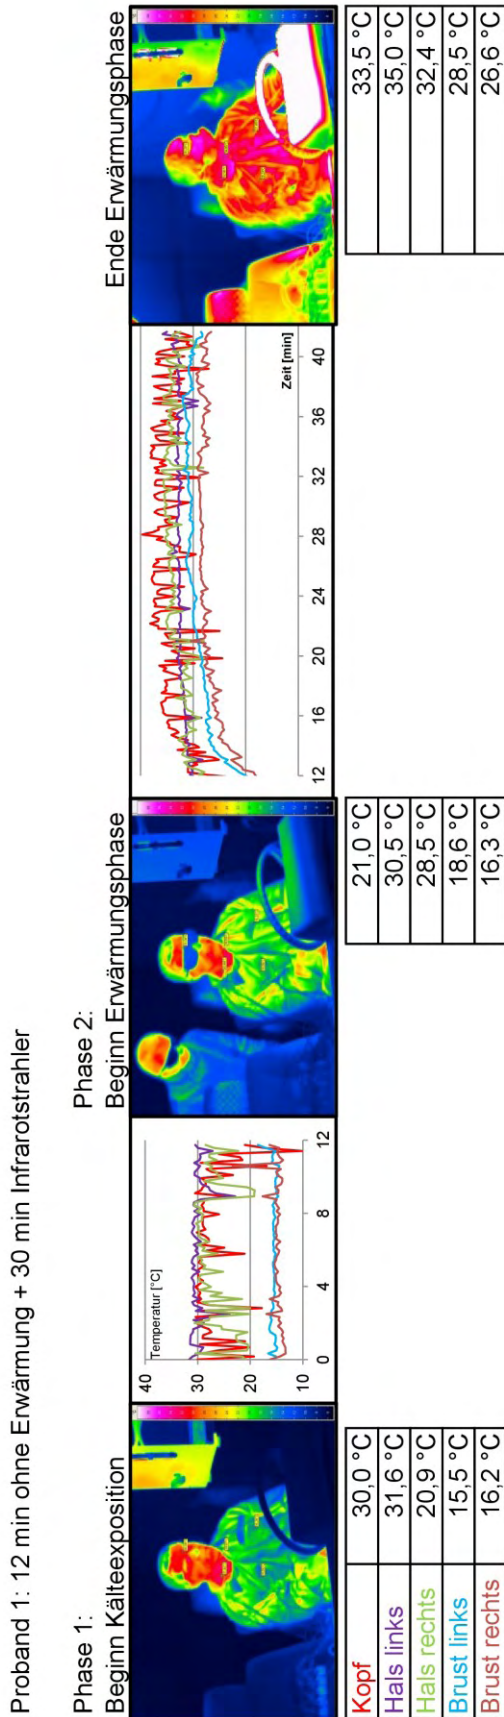 Proband 1: 12 min ohne Erwärmung + 30 min Infrarotstrahler
Phase 1:
Beginn Kälteexposition
Phase 2:
Beginn Erwärmungsphase
Ende Erwärmungsphase
Temperatur [°C]
40
30
20
10
0 4 8 12
12 16 20 24 28 32 36 40
Zeit [min]
Kopf 30,0 °C 21,0 °C 33,5 °C
Hals links 31,6 °C 30,5 °C 35,0 °C
Hals rechts 20,9 °C 28,5 °C 32,4 °C
Brust links 15,5 °C 18,6 °C 28,5 °C
Brust rechts 16,2 °C 16,3 °C 26,6 °C